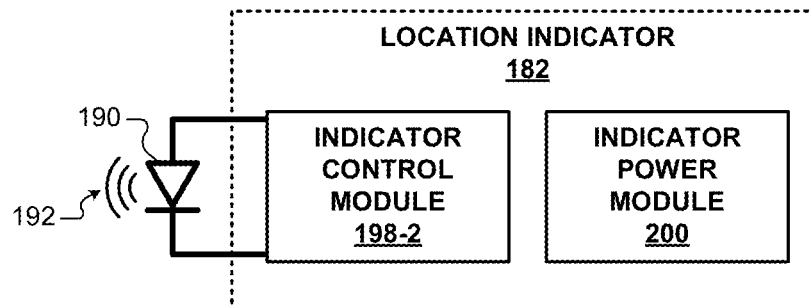 LOCATION INDICATOR
182
190
192
INDICATOR
CONTROL
MODULE
198-2
INDICATOR
POWER
MODULE
200